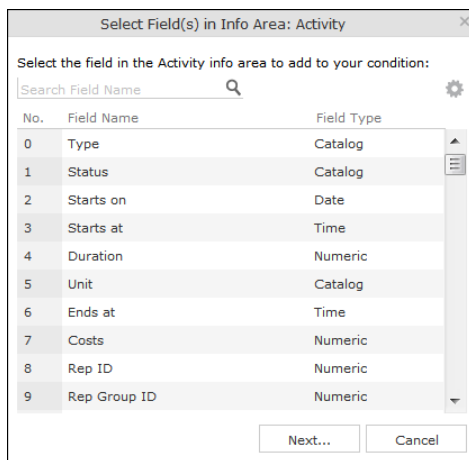 Select Field(s) in Info Area: Activity
Select the field in the Activity info area to add to your condition:
Search Field Name
No. Field Name Field Type
0 Type Catalog
1 Status Catalog
2 Starts on Date
3 Starts at Time
4 Duration Numeric
5 Unit Catalog
6 Ends at Time
7 Costs Numeric
8 Rep ID Numeric
9 Rep Group ID Numeric
Next... Cancel